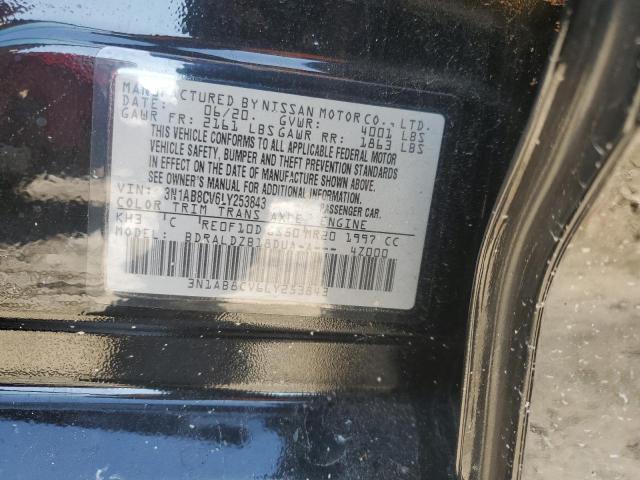 MANUFACTURED BY NISSAN MOTOR CO., LTD.
DATE: 06/20. GVWR: 4001 LBS
GAWR FR: 2161 LBS GAWR RR: 1863 LBS
THIS VEHICLE CONFORMS TO ALL APPLICABLE FEDERAL MOTOR
VEHICLE SAFETY, BUMPER AND THEFT PREVENTION STANDARDS
IN EFFECT ON THE DATE OF MANUFACTURE SHOWN ABOVE.
SEE OWNER'S MANUAL FOR ADDITIONAL INFORMATION.
VIN: 3N1AB8CV6LY253843 PASSENGER CAR.
COLOR TRIM TRANS AXLE ENGINE
KH3 C RE0F10D MR20 1997 CC
MODEL: 4Z000
3N1AB8CV6LY253843